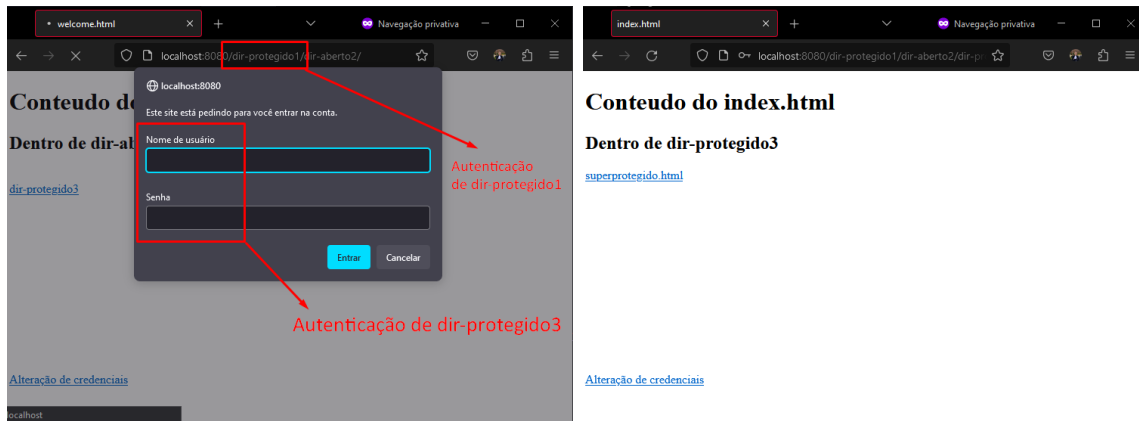 welcome.html
Navegação privativa
localhost:8080/dir-protegido1/dir-aberto2/
Conteudo de
Dentro de dir-ab
dir-protegido3
localhost:8080
Este site está pedindo para você entrar na conta.
Nome de usuário
Senha
Entrar
Cancelar
Autenticação
de dir-protegido1
Autenticação de dir-protegido3
Alteração de credenciais
localhost
index.html
Navegação privativa
localhost:8080/dir-protegido1/dir-aberto2/dir-pr
Conteudo do index.html
Dentro de dir-protegido3
superprotegido.html
Alteração de credenciais